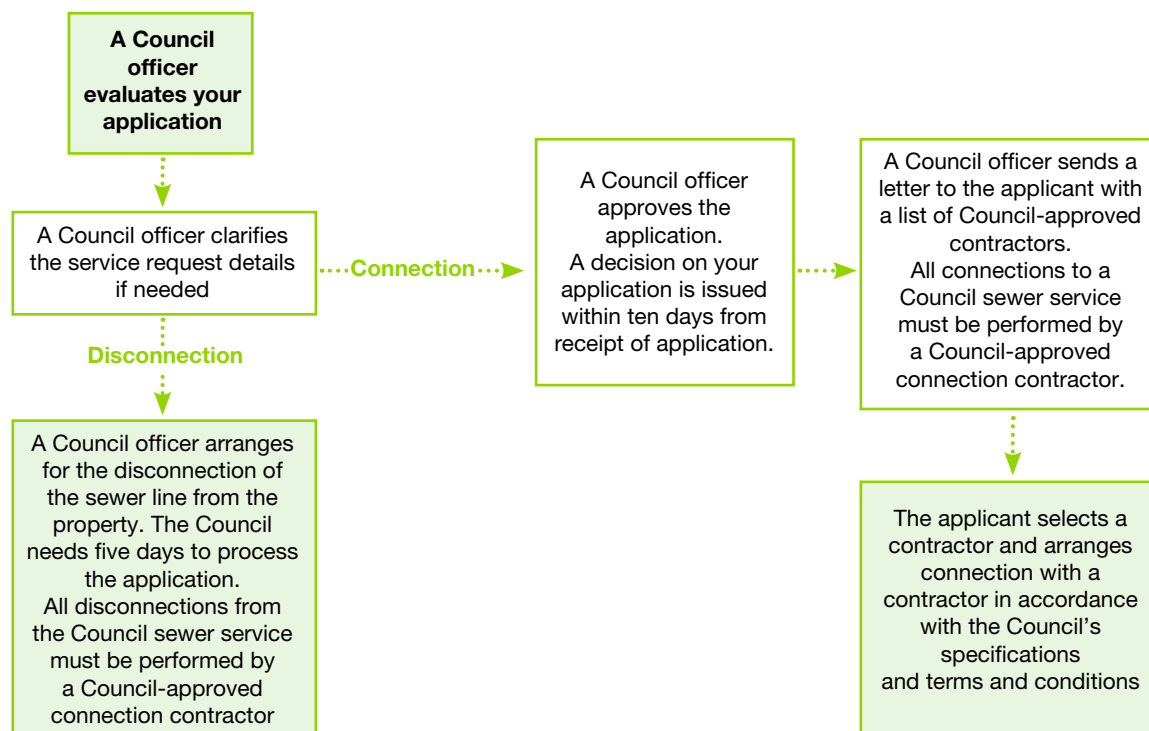 A Council
officer
evaluates your
application
A Council officer clarifies
the service request details
if needed
Connection
A Council officer
approves the
application.
A decision on your
application is issued
within ten days from
receipt of application.
A Council officer sends a
letter to the applicant with
a list of Council-approved
contractors.
All connections to a
Council sewer service
must be performed by
a Council-approved
connection contractor.
Disconnection
A Council officer arranges
for the disconnection of
the sewer line from the
property. The Council
needs five days to process
the application.
All disconnections from
the Council sewer service
must be performed by
a Council-approved
connection contractor
The applicant selects a
contractor and arranges
connection with a
contractor in accordance
with the Council’s
specifications
and terms and conditions